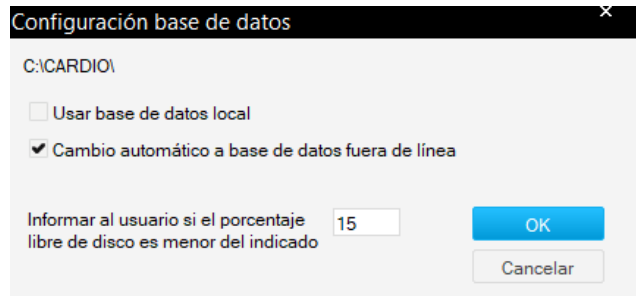 Configuración base de datos
C:\CARDIO\
Usar base de datos local
Cambio automático a base de datos fuera de línea
Informar al usuario si el porcentaje
libre de disco es menor del indicado
15
OK
Cancelar